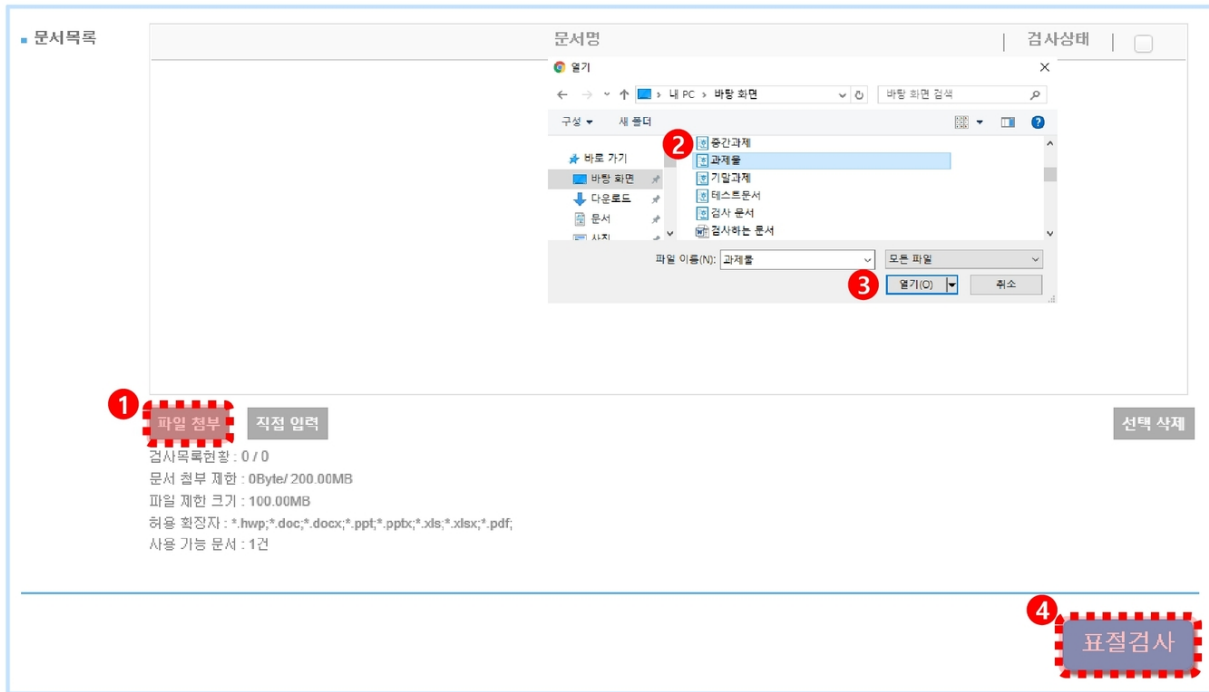 문서목록
문서명 | 검사상태 |
열기
내 PC > 바탕 화면
바탕 화면 검색
구성 새 폴더
2
중간과제
바로 가기
과제물
바탕 화면
기말과제
다운로드
테스트문서
문서
검사 문서
사진
검사하는 문서
파일 이름(N): 과제물
모든 파일
3
열기(O)
취소
1
파일 첨부
직접 입력
선택 삭제
검사목록현황 : 0 / 0
문서 첨부 제한 : 0Byte/ 200.00MB
파일 제한 크기 : 100.00MB
허용 확장자 : *.hwp;*.doc;*.docx;*.ppt;*.pptx;*.xls;*.xlsx;*.pdf;
사용 가능 문서 : 1건
4
표절검사